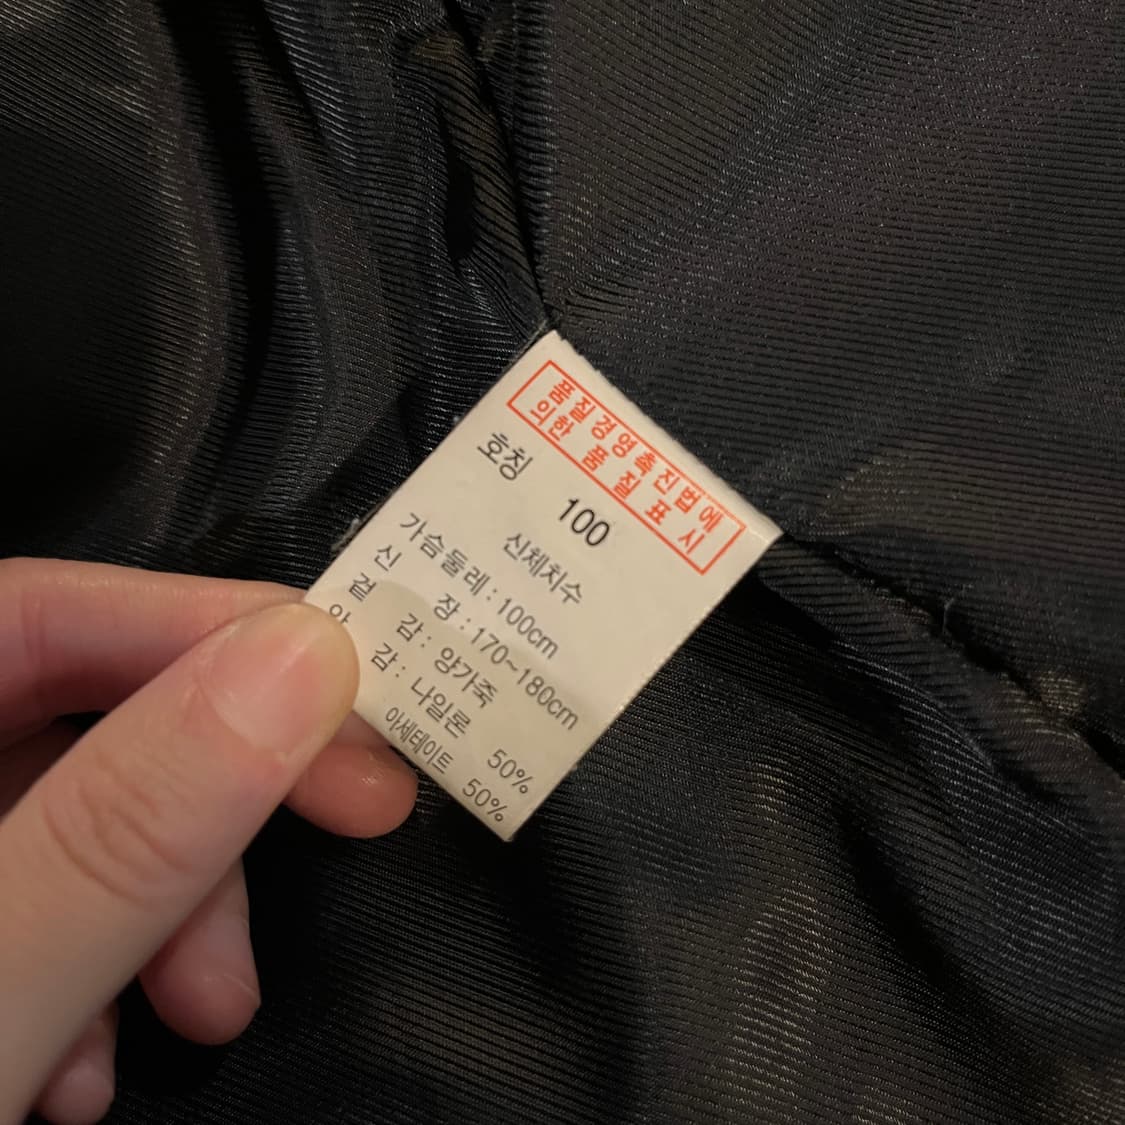 품질경영촉진법에
의한 품질표시
호칭 100
신체치수
가슴둘레 : 100cm
신 장 : 170~180cm
겉 감 : 양가죽
안 감 : 나일론 50%
아세테이트 50%